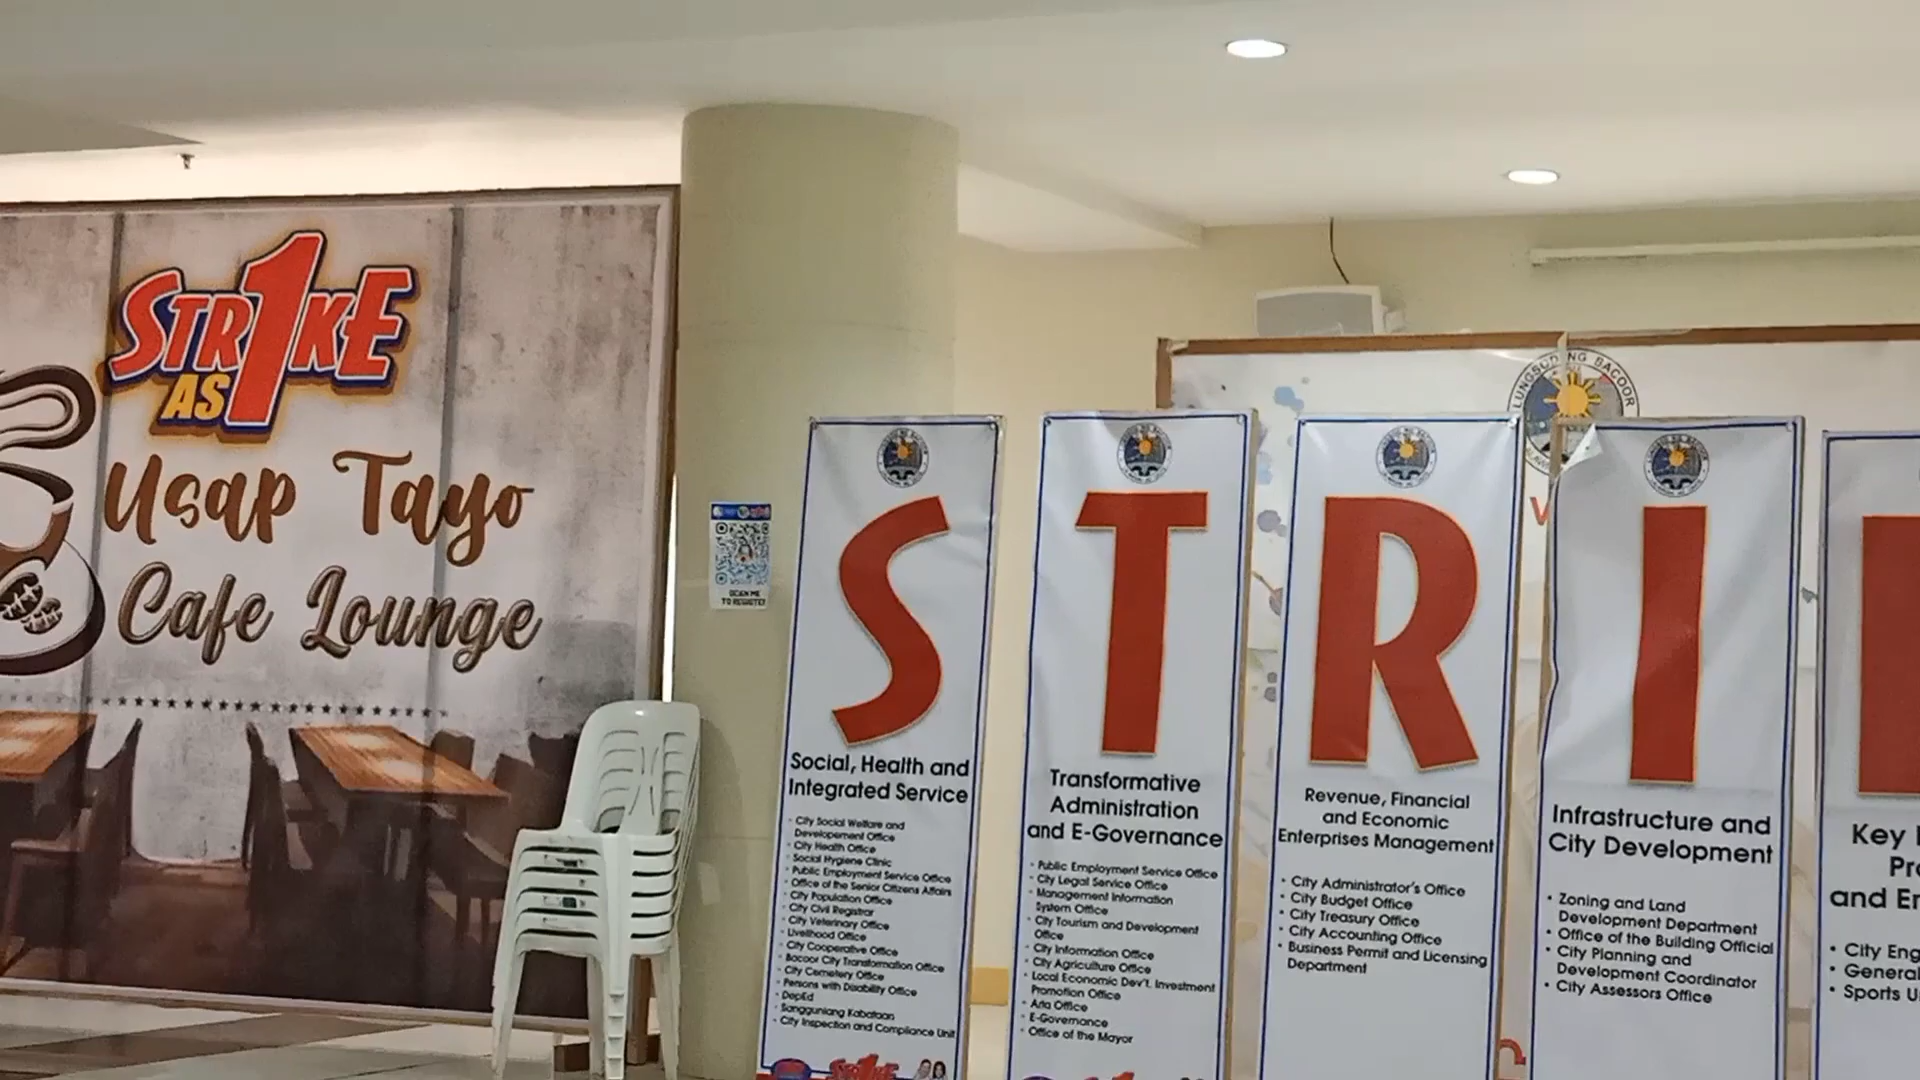 STR1KE
AS
Usap Tayo
Cafe Lounge
SCAN ME
TO REGISTER
S
Social, Health and
Integrated Service
• City Social Welfare and
Developement Office
• City Health Office
• Social Hygiene Clinic
• Public Employment Service Office
• Office of the Senior Citizens Affairs
• City Population Office
• City Civil Registrar
• City Veterinary Office
• Livelihood Office
• City Cooperative Office
• Bacoor City Transformation Office
• City Cemetery Office
• Persons with Disability Office
• DepEd
• Sangguniang Kabataan
• City Inspection and Compliance Unit
STR1KE
T
Transformative
Administration
and E-Governance
• Public Employment Service Office
• City Legal Service Office
• Management Information
System Office
• City Tourism and Development
Office
• City Information Office
• City Agriculture Office
• Local Economic Dev't. Investment
Promotion Office
• Arta Office
• E-Governance
• Office of the Mayor
LUNGSOD NG BACOOR
R
Revenue, Financial
and Economic
Enterprises Management
• City Administrator's Office
• City Budget Office
• City Treasury Office
• City Accounting Office
• Business Permit and Licensing
Department
I
Infrastructure and
City Development
• Zoning and Land
Development Department
• Office of the Building Official
• City Planning and
Development Coordinator
• City Assessors Office
Key
and
• City
• General
• Sports